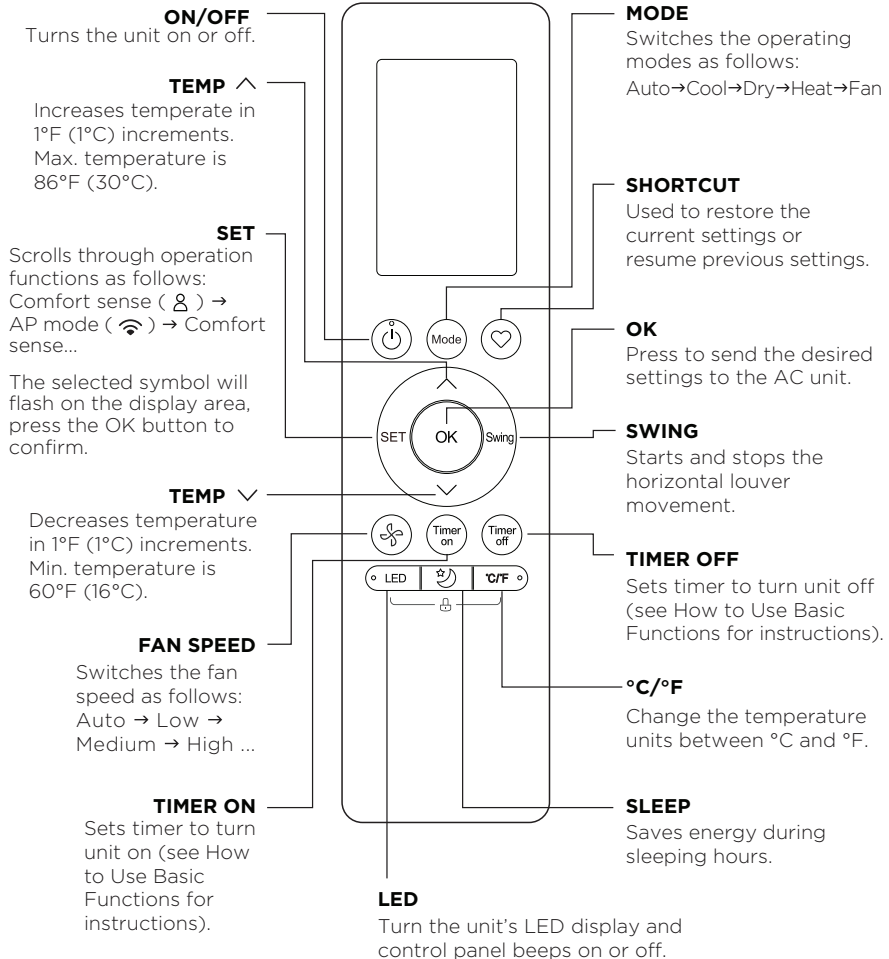 ON/OFF
Turns the unit on or off.
TEMP ∧
Increases temperate in
1°F (1°C) increments.
Max. temperature is
86°F (30°C).
SET
Scrolls through operation
functions as follows:
Comfort sense ( ) →
AP mode ( ) → Comfort
sense...
The selected symbol will
flash on the display area,
press the OK button to
confirm.
TEMP ∨
Decreases temperature
in 1°F (1°C) increments.
Min. temperature is
60°F (16°C).
FAN SPEED
Switches the fan
speed as follows:
Auto → Low →
Medium → High ...
TIMER ON
Sets timer to turn
unit on (see How
to Use Basic
Functions for
instructions).
Mode
SET
OK
Swing
Timer
on
Timer
off
LED
°C/°F
MODE
Switches the operating
modes as follows:
Auto→Cool→Dry→Heat→Fan
SHORTCUT
Used to restore the
current settings or
resume previous settings.
OK
Press to send the desired
settings to the AC unit.
SWING
Starts and stops the
horizontal louver
movement.
TIMER OFF
Sets timer to turn unit off
(see How to Use Basic
Functions for instructions).
°C/°F
Change the temperature
units between °C and °F.
SLEEP
Saves energy during
sleeping hours.
LED
Turn the unit's LED display and
control panel beeps on or off.